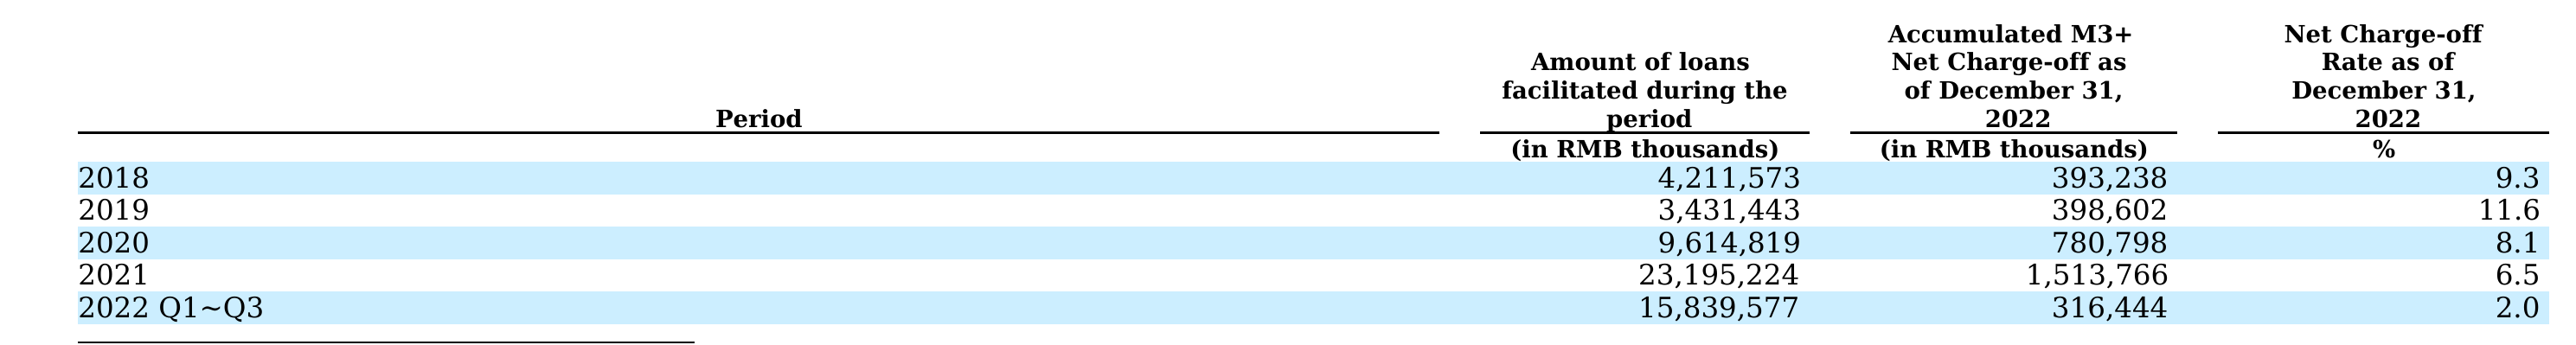 Period Amount of loans facilitated during the period Accumulated M3+ Net Charge-off as of December 31, 2022 Net Charge-off Rate as of December 31, 2022
(in RMB thousands) (in RMB thousands) %
2018 4,211,573 393,238 9.3
2019 3,431,443 398,602 11.6
2020 9,614,819 780,798 8.1
2021 23,195,224 1,513,766 6.5
2022 Q1~Q3 15,839,577 316,444 2.0